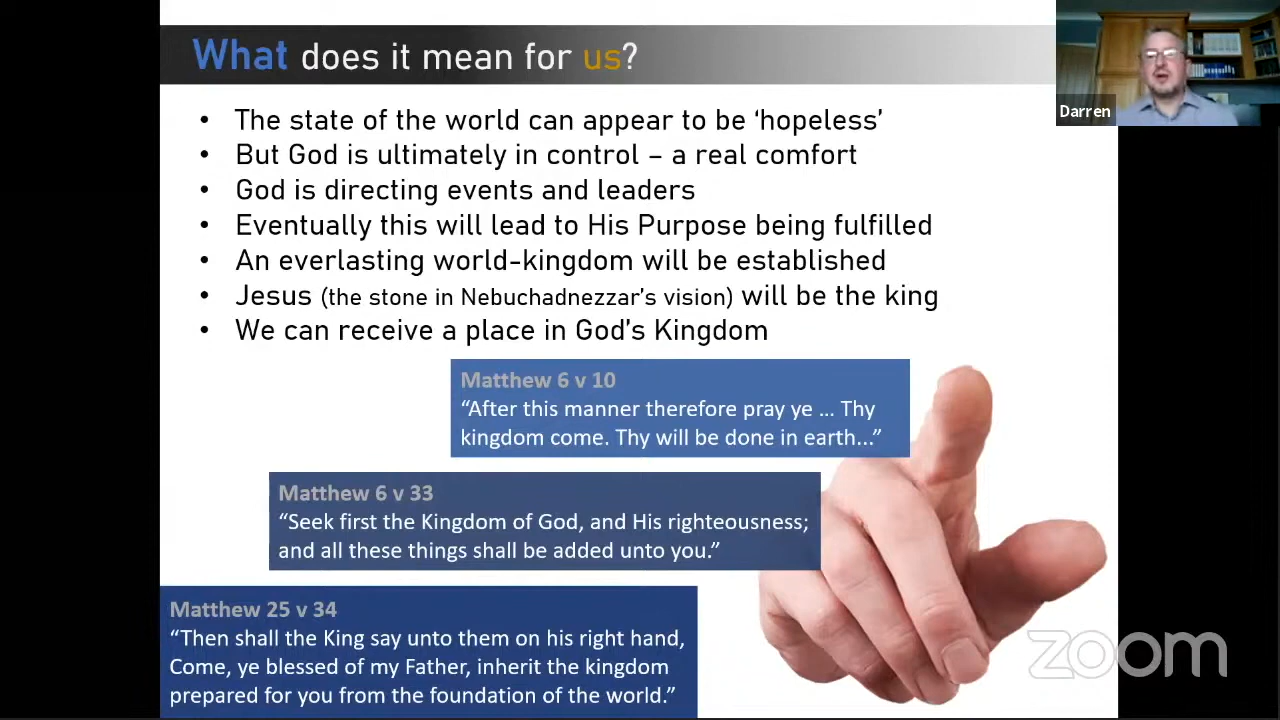 What does it mean for us?
Darren
• The state of the world can appear to be ‘hopeless’
• But God is ultimately in control – a real comfort
• God is directing events and leaders
• Eventually this will lead to His Purpose being fulfilled
• An everlasting world-kingdom will be established
• Jesus (the stone in Nebuchadnezzar’s vision) will be the king
• We can receive a place in God’s Kingdom
Matthew 6 v 10
“After this manner therefore pray ye ... Thy
kingdom come. Thy will be done in earth...”
Matthew 6 v 33
“Seek first the Kingdom of God, and His righteousness;
and all these things shall be added unto you.”
Matthew 25 v 34
“Then shall the King say unto them on his right hand,
Come, ye blessed of my Father, inherit the kingdom
prepared for you from the foundation of the world.”
zoom